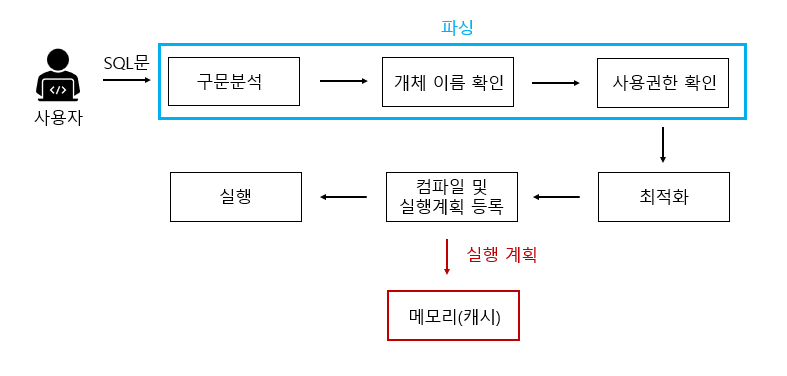 파싱
SQL문
사용자
구문분석
개체 이름 확인
사용권한 확인
최적화
컴파일 및
실행계획 등록
실행
실행 계획
메모리(캐시)